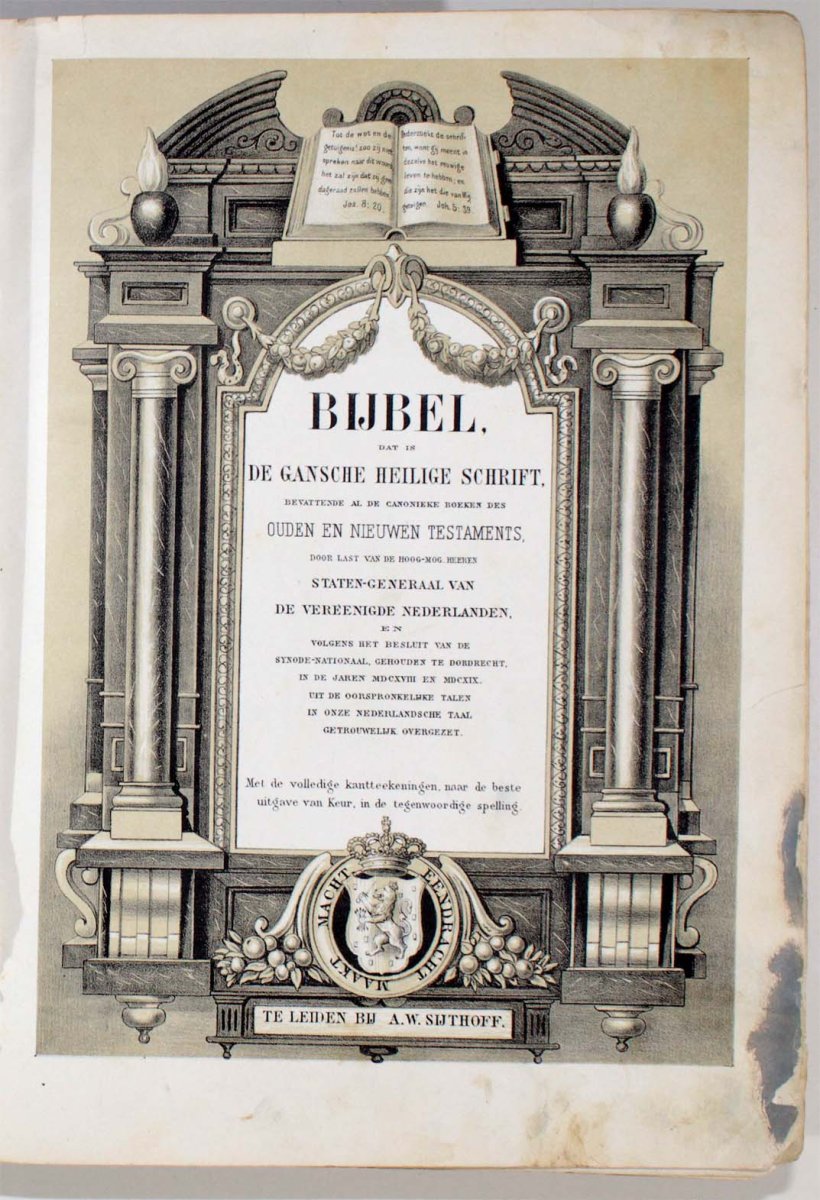 Tot de wet en de
getuigenis! zoo zij niet
spreken naar dit woord
het zal zijn dat zij geen
dageraad zullen hebben
Jes. 8: 20.
Onderzoekt de schrif-
ten, want gij meent in
dezelve het eeuwige
leven te hebben, en
die zijn het die van Mij
getuigen. Joh. 5: 39
BIJBEL,
DAT IS
DE GANSCHE HEILIGE SCHRIFT,
BEVATTENDE AL DE CANONIEKE BOEKEN DES
OUDEN EN NIEUWEN TESTAMENTS,
DOOR LAST VAN DE HOOG-MOG. HEEREN
STATEN-GENERAAL VAN
DE VEREENIGDE NEDERLANDEN,
EN
VOLGENS HET BESLUIT VAN DE
SYNODE-NATIONAAL, GEHOUDEN TE DORDRECHT,
IN DE JAREN MDCXVIII EN MDCXIX.
UIT DE OORSPRONKELIJKE TALEN
IN ONZE NEDERLANDSCHE TAAL
GETROUWELIJK OVERGEZET.
Met de volledige kantteekeningen, naar de beste
uitgave van Keur, in de tegenwoordige spelling.
EENDRACHT MAAKT MACHT
TE LEIDEN BIJ A.W. SIJTHOFF.